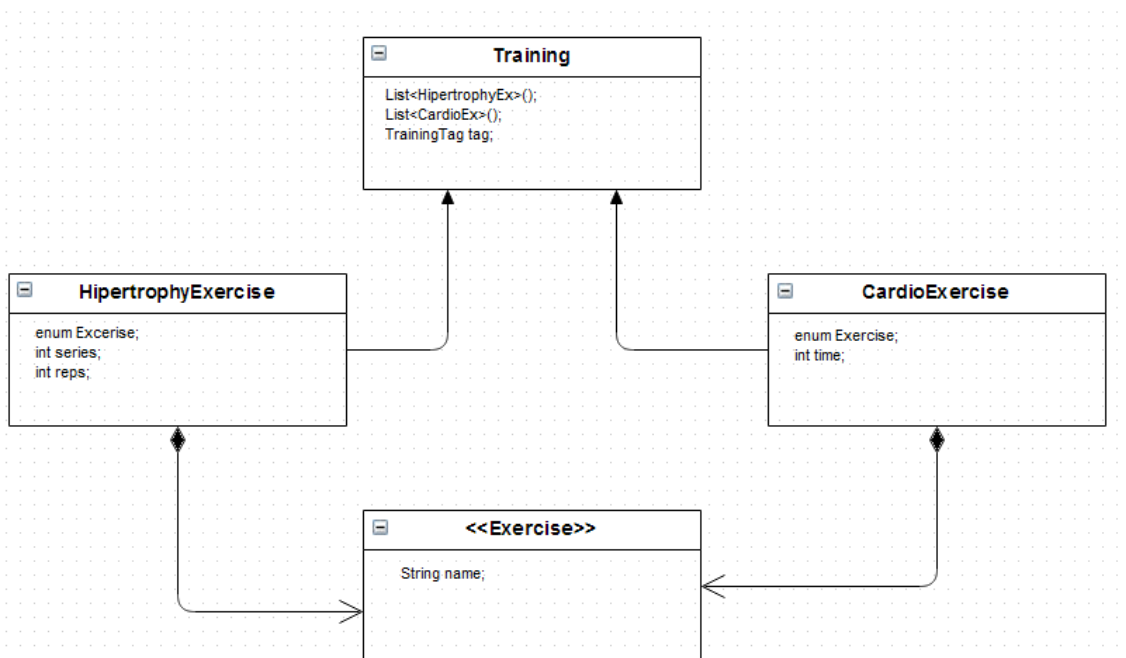 Training
List<HipertrophyEx>();
List<CardioEx>();
TrainingTag tag;
HipertrophyExercise
enum Excerise;
int series;
int reps;
CardioExercise
enum Exercise;
int time;
<<Exercise>>
String name;